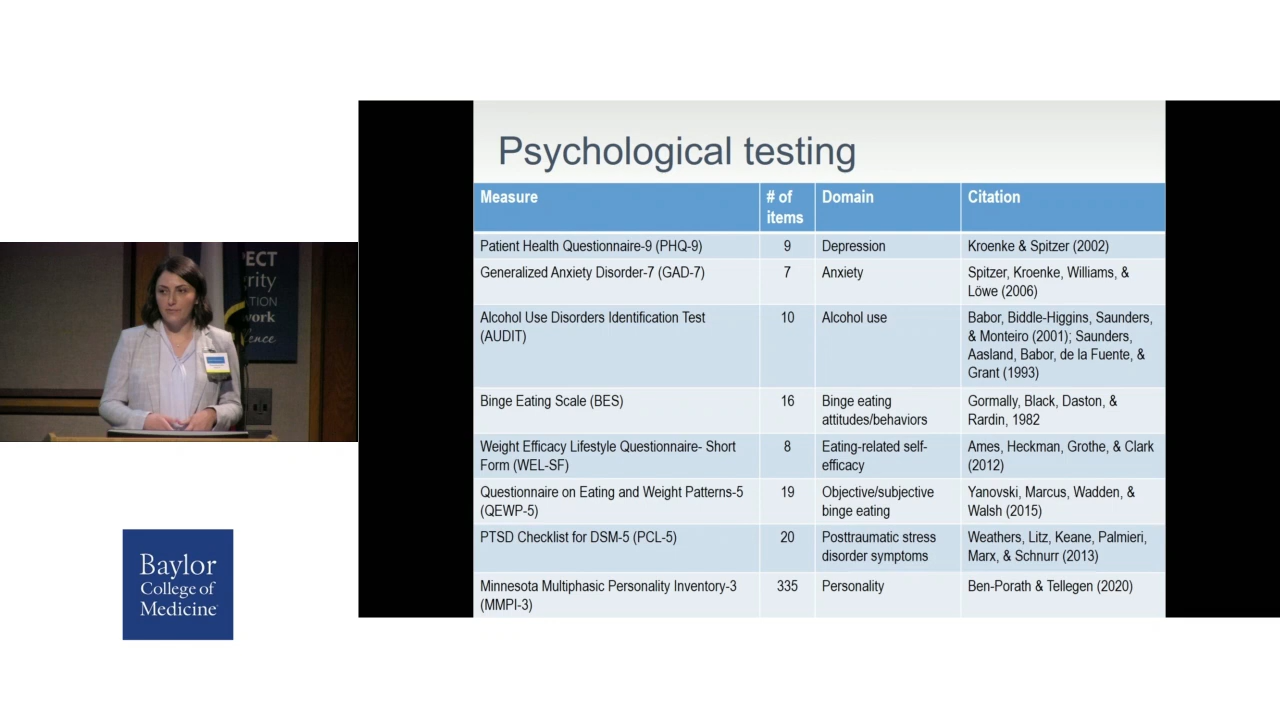 Psychological testing
Measure
# of
items
Domain
Citation
Patient Health Questionnaire-9 (PHQ-9)
9
Depression
Kroenke & Spitzer (2002)
Generalized Anxiety Disorder-7 (GAD-7)
7
Anxiety
Spitzer, Kroenke, Williams, &
Löwe (2006)
Alcohol Use Disorders Identification Test
(AUDIT)
10
Alcohol use
Babor, Biddle-Higgins, Saunders,
& Monteiro (2001); Saunders,
Aasland, Babor, de la Fuente, &
Grant (1993)
Binge Eating Scale (BES)
16
Binge eating
attitudes/behaviors
Gormally, Black, Daston, &
Rardin, 1982
Weight Efficacy Lifestyle Questionnaire- Short
Form (WEL-SF)
8
Eating-related self-
efficacy
Ames, Heckman, Grothe, & Clark
(2012)
Questionnaire on Eating and Weight Patterns-5
(QEWP-5)
19
Objective/subjective
binge eating
Yanovski, Marcus, Wadden, &
Walsh (2015)
PTSD Checklist for DSM-5 (PCL-5)
20
Posttraumatic stress
disorder symptoms
Weathers, Litz, Keane, Palmieri,
Marx, & Schnurr (2013)
Minnesota Multiphasic Personality Inventory-3
(MMPI-3)
335
Personality
Ben-Porath & Tellegen (2020)
ECT
rity
TION
work
ence
Baylor
College of
Medicine